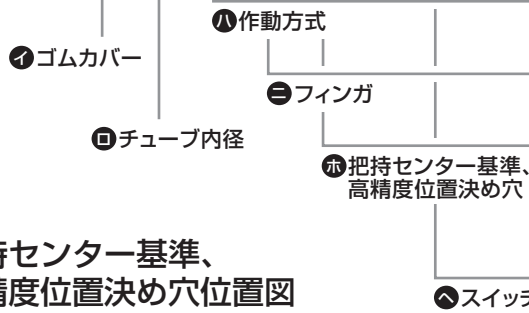 ㋩作動方式
㋑ゴムカバー
㋥フィンガ
㋺チューブ内径
㋭把持センター基準、
高精度位置決め穴
持センター基準、
精度位置決め穴位置図
㋬スイッチ